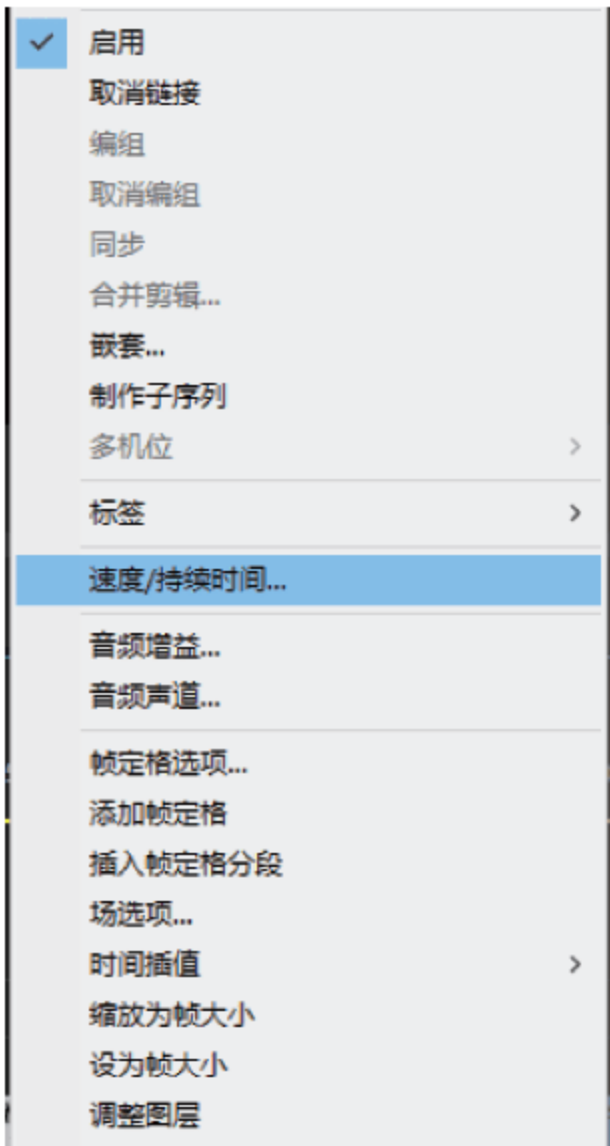 启用
取消链接
编组
取消编组
同步
合并剪辑...
嵌套...
制作子序列
多机位
标签
速度/持续时间...
音频增益...
音频声道...
帧定格选项...
添加帧定格
插入帧定格分段
场选项...
时间插值
缩放为帧大小
设为帧大小
调整图层